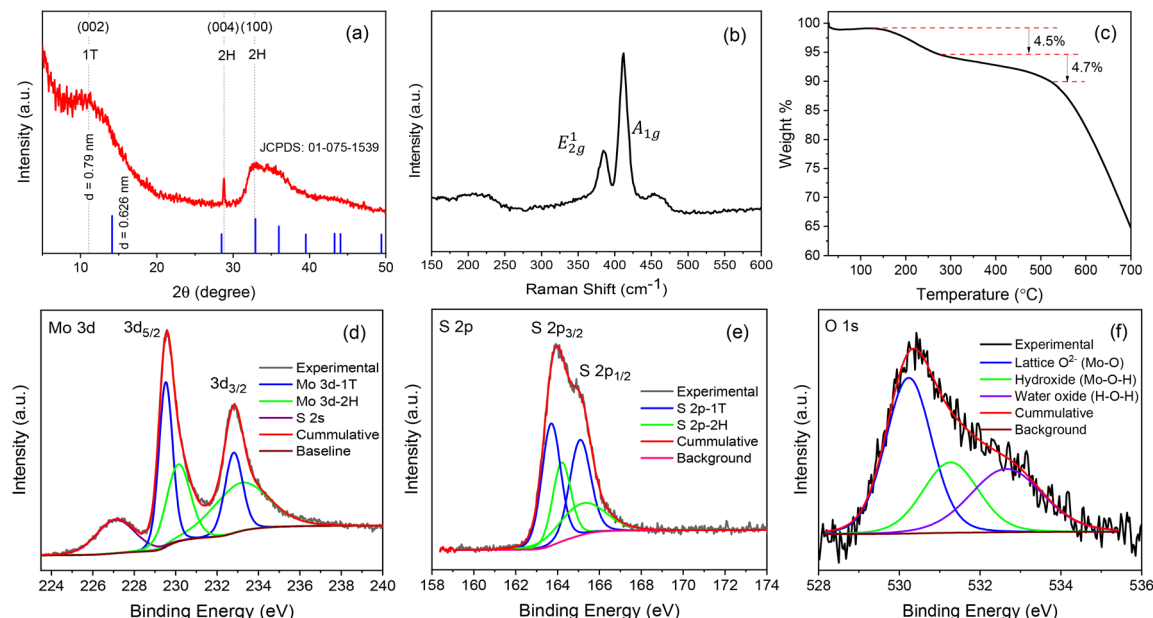 (002) (004) (100)
(a)
1T 2H 2H
JCPDS: 01-075-1539
d = 0.79 nm
d = 0.626 nm
Intensity (a.u.)
10 20 30 40 50
2θ (degree)
(b)
E¹2g
A1g
Intensity (a.u.)
150 200 250 300 350 400 450 500 550 600
Raman Shift (cm⁻¹)
(c)
4.5%
4.7%
Weight %
100
95
90
85
80
75
70
65
60
100 200 300 400 500 600 700
Temperature (°C)
Mo 3d
3d5/2
(d)
3d3/2
Experimental
Mo 3d-1T
Mo 3d-2H
S 2s
Cummulative
Baseline
Intensity (a.u.)
224 226 228 230 232 234 236 238 240
Binding Energy (eV)
S 2p
S 2p3/2
(e)
S 2p1/2
Experimental
S 2p-1T
S 2p-2H
Cummulative
Background
Intensity (a.u.)
158 160 162 164 166 168 170 172 174
Binding Energy (eV)
O 1s
(f)
Experimental
Lattice O²⁻ (Mo-O)
Hydroxide (Mo-O-H)
Water oxide (H-O-H)
Cummulative
Background
Intensity (a.u.)
528 530 532 534 536
Binding Energy (eV)